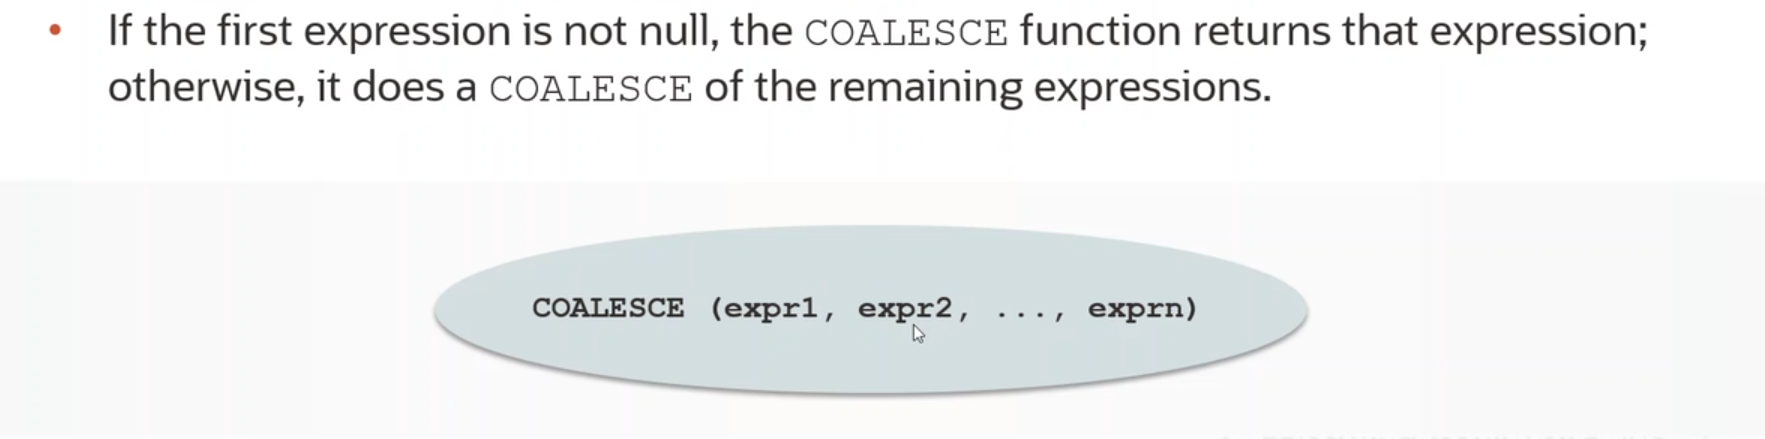 • If the first expression is not null, the COALESCE function returns that expression;
otherwise, it does a COALESCE of the remaining expressions.
COALESCE (expr1, expr2, ..., exprn)